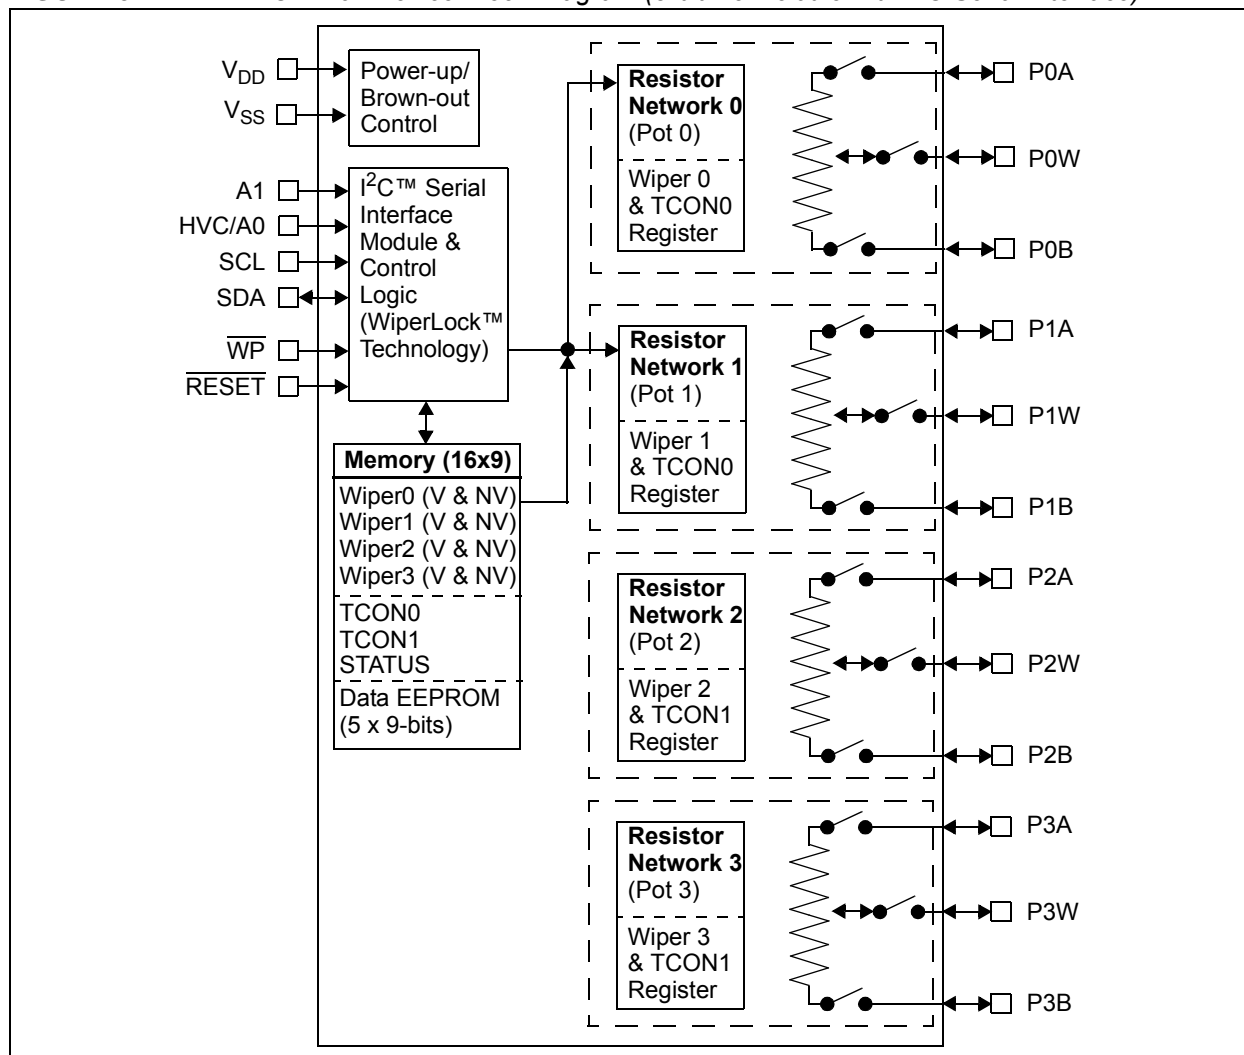 VDD
VSS
A1
HVC/A0
SCL
SDA
WP
RESET
Power-up/
Brown-out
Control
I2C™ Serial
Interface
Module &
Control
Logic
(WiperLock™
Technology)
Memory (16x9)
Wiper0 (V & NV)
Wiper1 (V & NV)
Wiper2 (V & NV)
Wiper3 (V & NV)
TCON0
TCON1
STATUS
Data EEPROM
(5 x 9-bits)
Resistor
Network 0
(Pot 0)
Wiper 0
& TCON0
Register
P0A
P0W
P0B
Resistor
Network 1
(Pot 1)
Wiper 1
& TCON0
Register
P1A
P1W
P1B
Resistor
Network 2
(Pot 2)
Wiper 2
& TCON1
Register
P2A
P2W
P2B
Resistor
Network 3
(Pot 3)
Wiper 3
& TCON1
Register
P3A
P3W
P3B